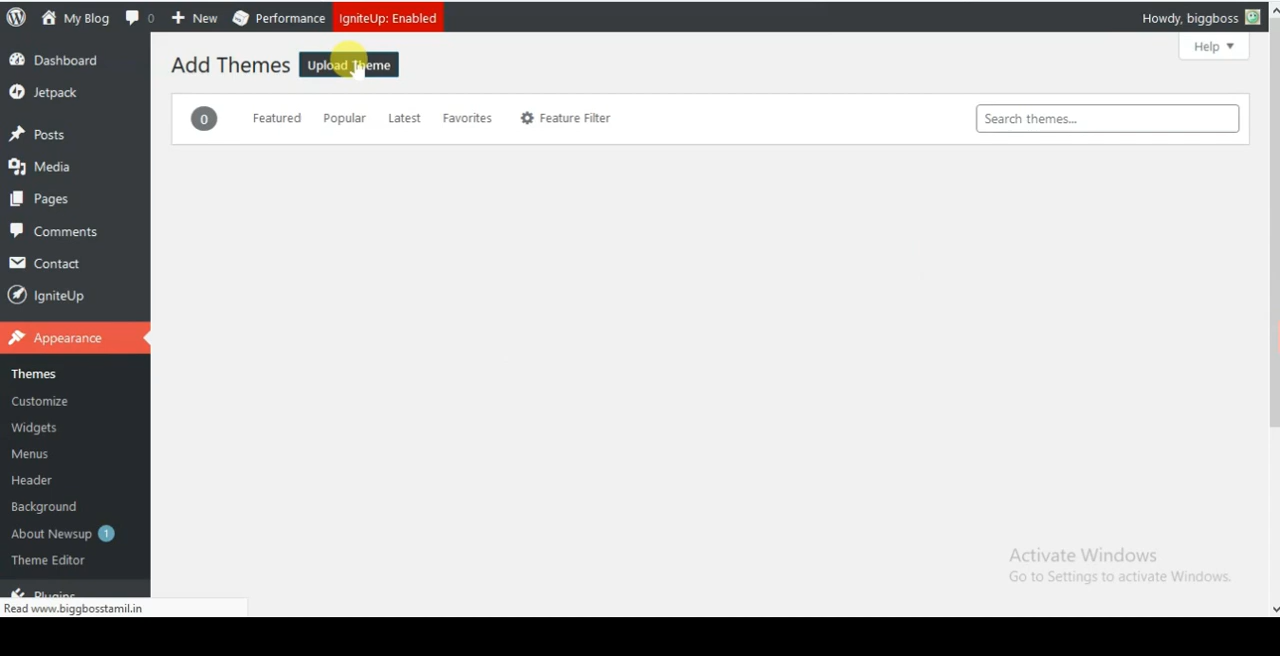 My Blog 0 New Performance IgniteUp: Enabled Howdy, biggboss
Help
Add Themes Upload Theme
0 Featured Popular Latest Favorites Feature Filter Search themes...
Dashboard
Jetpack
Posts
Media
Pages
Comments
Contact
IgniteUp
Appearance
Themes
Customize
Widgets
Menus
Header
Background
About Newsup 1
Theme Editor
Plugins
Read www.biggbosstamil.in
Activate Windows
Go to Settings to activate Windows.